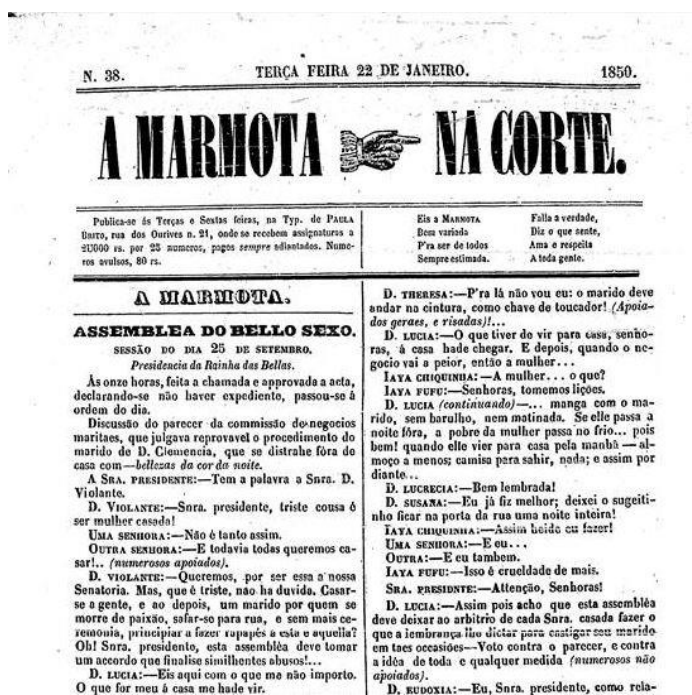 N. 38.
TERÇA FEIRA 22 DE JANEIRO.
1850.
A MARMOTA NA CORTE.
Publica-se ás Terças e Sextas feiras, na Typ. de PAULA
BRITO, rua dos Ourives n. 21, onde se recebem assignaturas a
2U000 rs. por 25 numeros, pagos sempre adiantados. Nume-
ros avulsos, 80 rs.
Eis a MARMOTA
Bem variada
P'ra ser de todos
Sempre estimada.
Falla a verdade,
Diz o que sente,
Ama e respeita
A toda gente.
A MARMOTA.
ASSEMBLEA DO BELLO SEXO.
SESSÃO DO DIA 25 DE SETEMBRO.
Presidencia da Rainha das Bellas.
Ás onze horas, feita a chamada e approvada a acta,
declarando-se não haver expediente, passou-se á
ordem do dia.
Discussão do parecer da commissão de negocios
maritaes, que julgava reprovavel o procedimento do
marido de D. Clemencia, que se distrahe fóra de
casa com—bellezas da cor da noite.
A SRA. PRESIDENTE:—Tem a palavra a Snra. D.
Violante.
D. VIOLANTE:—Snra. presidente, triste cousa é
ser mulher casada!
UMA SENHORA:—Não é tanto assim.
OUTRA SENHORA:—E todavia todas queremos ca-
sar!.. (numerosos apoiados).
D. VIOLANTE:—Queremos, por ser essa a nossa
Senatoria. Mas, que é triste, não ha duvida. Casar-
se a gente, e ao depois, um marido por quem se
morre de paixão, safar-se para rua, e sem mais ce-
remonia, principiar a fazer rapapés a esta e aquella?
Oh! Snra. presidente, esta assembléa deve tomar
um accordo que finalise similhentes abusos!...
D. LUCIA:—Eis aqui com o que me não importo.
O que for meu á casa me hade vir.
D. THERESA:—P'ra lá não vou eu: o marido deve
andar na cintura, como chave de toucador! (Apoia-
dos geraes, e risadas)!...
D. LUCIA:—O que tiver de vir para casa, senho-
ras, á casa hade chegar. E depois, quando o ne-
gocio vai a peior, então a mulher...
IAYA CHIQUINHA:—A mulher... o que?
IAYA FUFU:—Senhoras, tomemos lições.
D. LUCIA (continuando)—... manga com o ma-
rido, sem barulho, nem matinada. Se elle passa a
noite fóra, a pobre da mulher passa no frio... pois
bem! quando elle vier para casa pela manhã—al-
moço a menos; camisa para sahir, nada; e assim por
diante...
D. LUCRECIA:—Bem lembrada!
D. SUSANA:—Eu já fiz melhor; deixei o sugeiti-
nho ficar na porta da rua uma noite inteira!
IAYA CHIQUINHA:—Assim heide eu fazer!
UMA SENHORA:—E eu...
OUTRA:—E eu tambem.
IAYA FUFU:—Isso é crueldade de mais.
SRA. PRESIDNTE:—Attenção, Senhoras!
D. LUCIA:—Assim pois acho que esta assembléa
deve deixar ao arbitrio de cada Snra. casada fazer o
que a lembrança lho dictar para castigar seu marido
em taes occasiões—Voto contra o parecer, e contra
a idéa de toda e qualquer medida (numerosos não
apoiados).
D. EUDOXIA:—Eu, Snra. presidente, como rela-